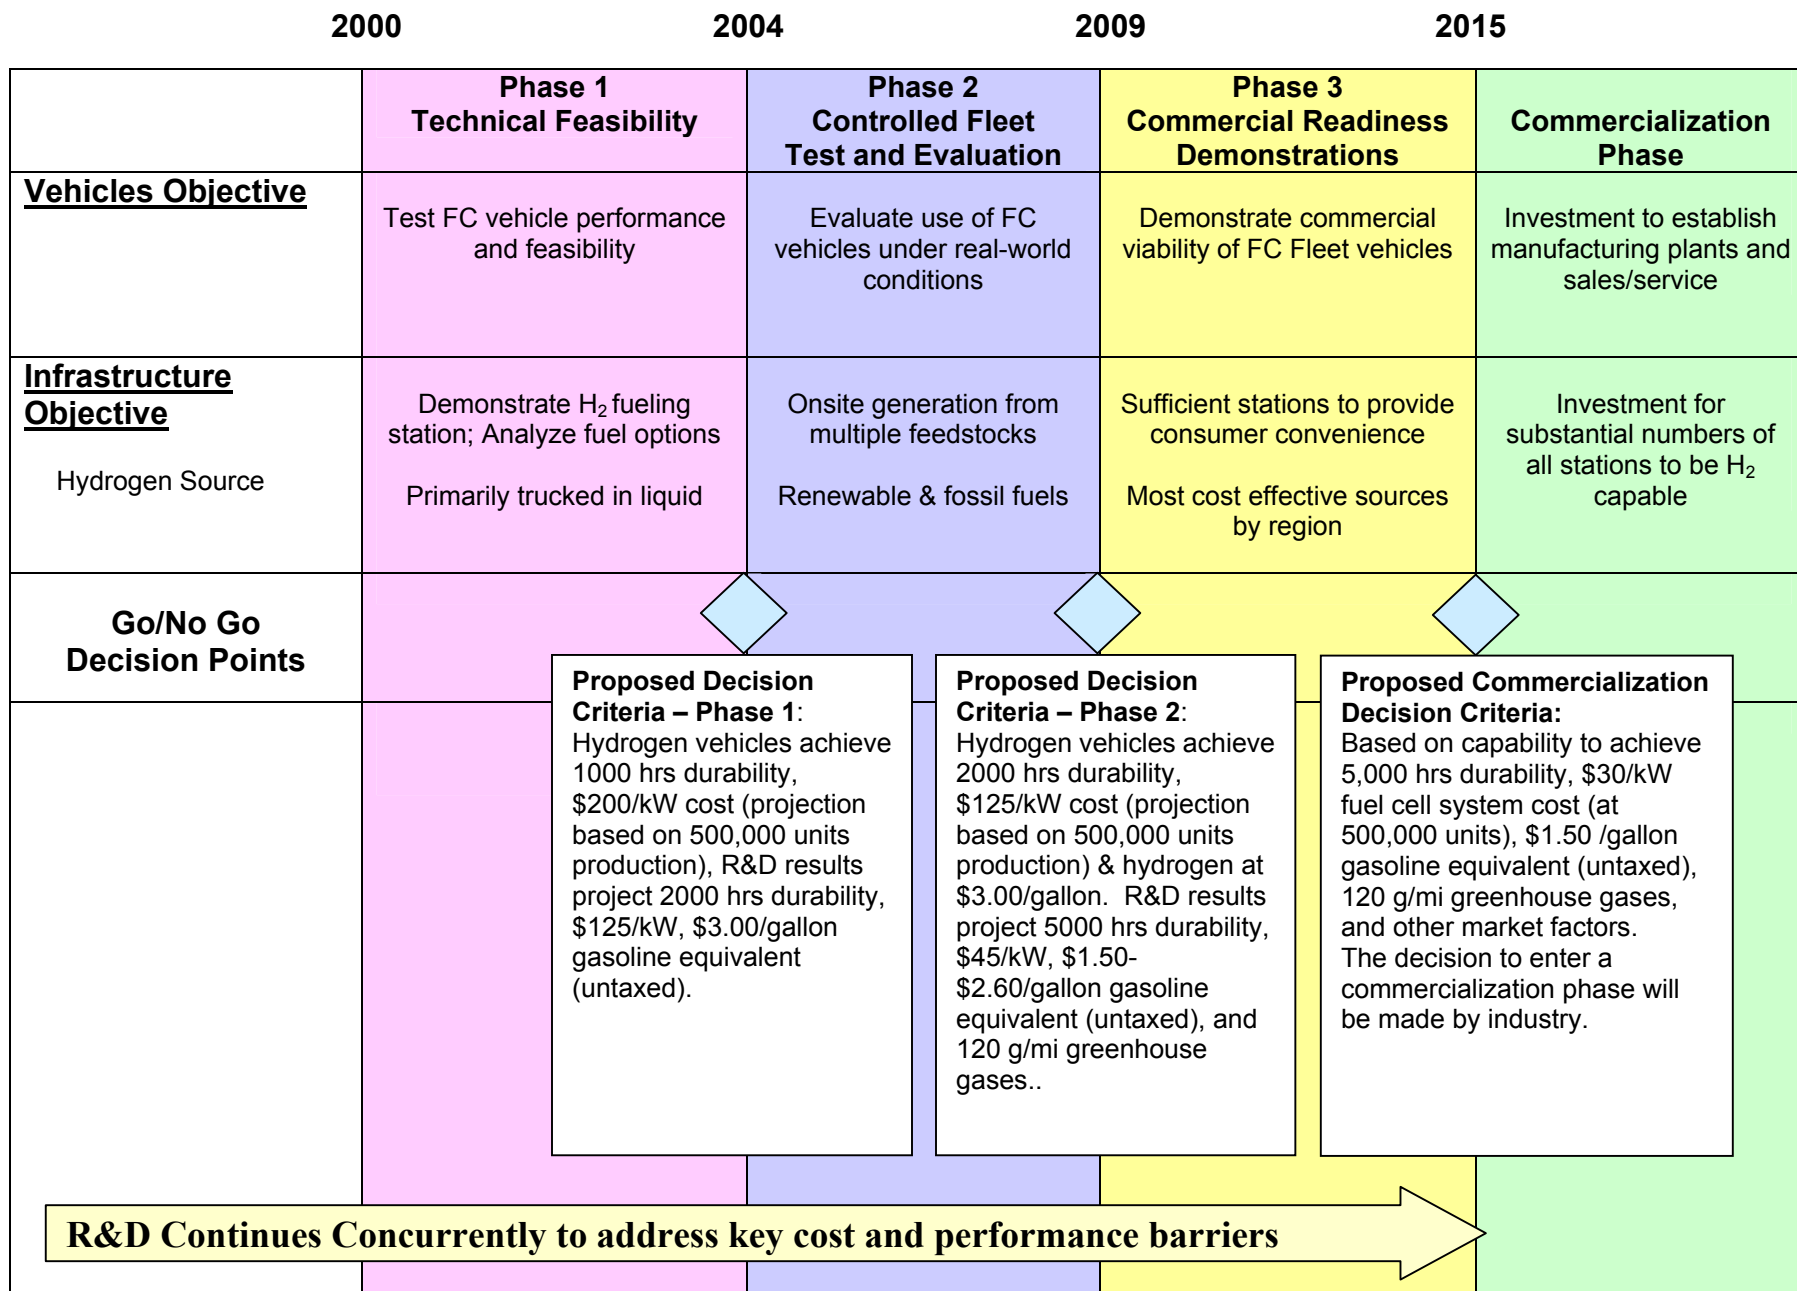 2000
2004
2009
2015
Phase 1
Technical Feasibility
Phase 2
Controlled Fleet
Test and Evaluation
Phase 3
Commercial Readiness
Demonstrations
Commercialization
Phase
Vehicles Objective
Test FC vehicle performance
and feasibility
Evaluate use of FC
vehicles under real-world
conditions
Demonstrate commercial
viability of FC Fleet vehicles
Investment to establish
manufacturing plants and
sales/service
Infrastructure
Objective
Hydrogen Source
Demonstrate H₂ fueling
station; Analyze fuel options
Primarily trucked in liquid
Onsite generation from
multiple feedstocks
Renewable & fossil fuels
Sufficient stations to provide
consumer convenience
Most cost effective sources
by region
Investment for
substantial numbers of
all stations to be H₂
capable
Go/No Go
Decision Points
Proposed Decision
Criteria – Phase 1:
Hydrogen vehicles achieve
1000 hrs durability,
$200/kW cost (projection
based on 500,000 units
production), R&D results
project 2000 hrs durability,
$125/kW, $3.00/gallon
gasoline equivalent
(untaxed).
Proposed Decision
Criteria – Phase 2:
Hydrogen vehicles achieve
2000 hrs durability,
$125/kW cost (projection
based on 500,000 units
production) & hydrogen at
$3.00/gallon.  R&D results
project 5000 hrs durability,
$45/kW, $1.50-
$2.60/gallon gasoline
equivalent (untaxed), and
120 g/mi greenhouse
gases..
Proposed Commercialization
Decision Criteria:
Based on capability to achieve
5,000 hrs durability, $30/kW
fuel cell system cost (at
500,000 units), $1.50 /gallon
gasoline equivalent (untaxed),
120 g/mi greenhouse gases,
and other market factors.
The decision to enter a
commercialization phase will
be made by industry.
R&D Continues Concurrently to address key cost and performance barriers